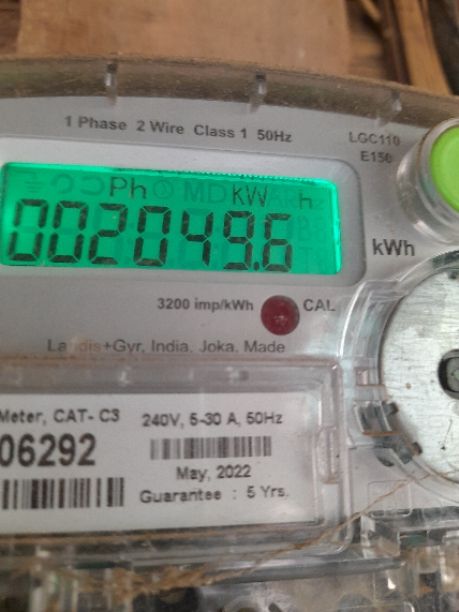 1 Phase 2 Wire Class 1 50Hz
LGC110
E150
Ph MD KW h
002049.6
kWh
3200 imp/kWh
CAL
Landis+Gyr, India, Joka. Made
Meter, CAT- C3
240V, 5-30 A, 50Hz
06292
May, 2022
Guarantee : 5 Yrs.